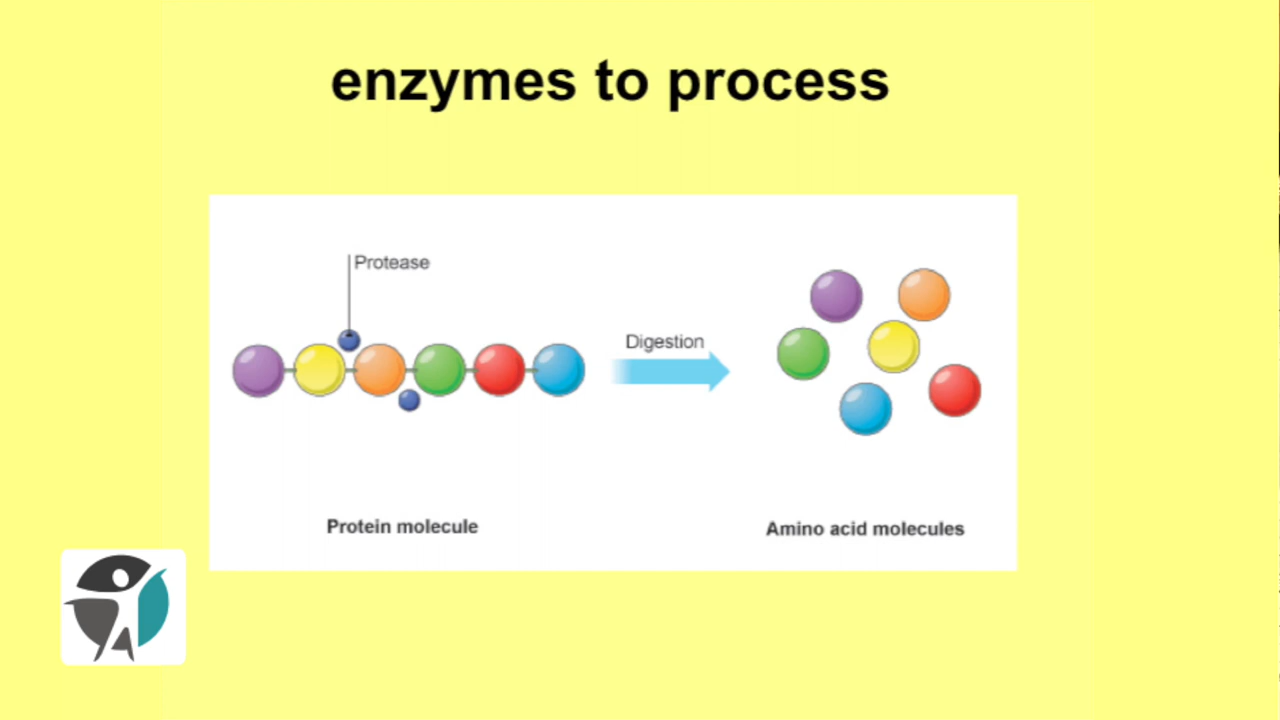 enzymes to process
Protease
Digestion
Protein molecule
Amino acid molecules